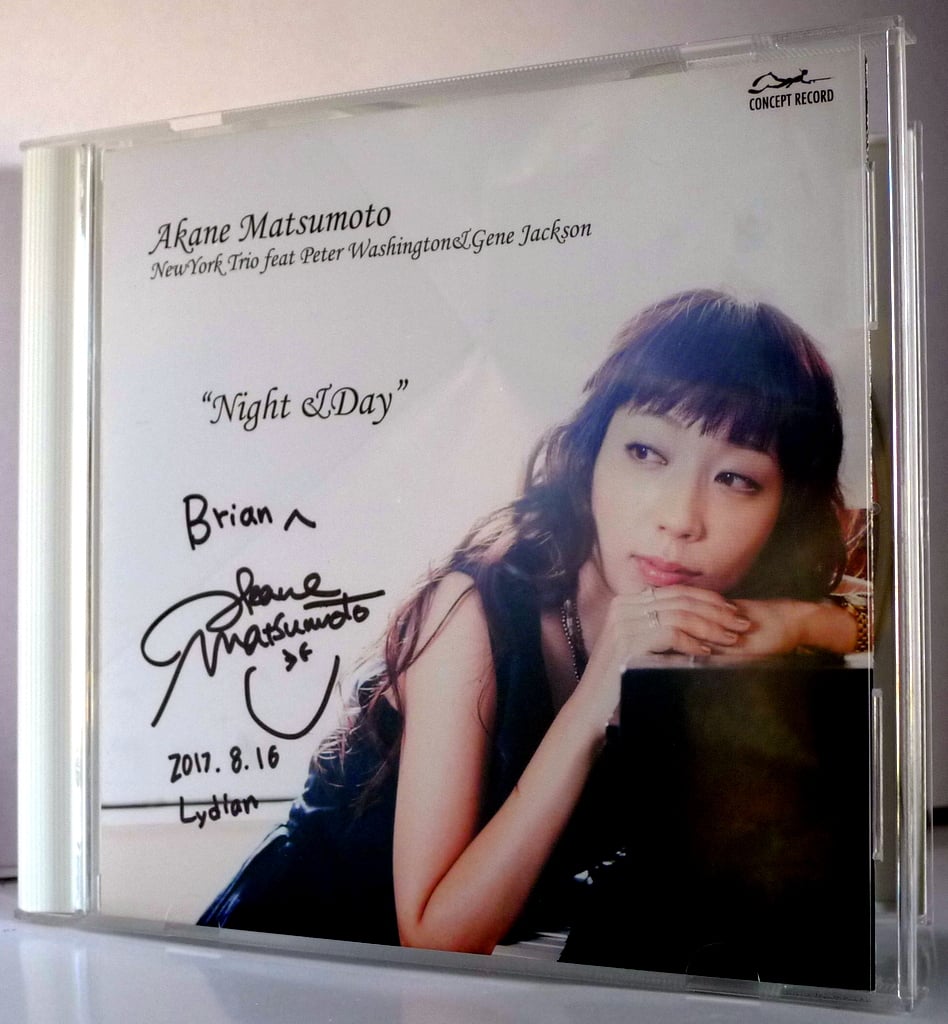 CONCEPT RECORD
Akane Matsumoto
NewYork Trio feat Peter Washington&Gene Jackson
“Night &Day”
Brian へ
Akane
Matsumoto
2017.8.16
Lydian